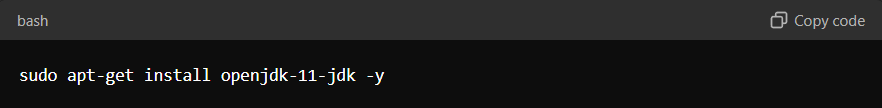 bash
Copy code
sudo apt-get install openjdk-11-jdk -y